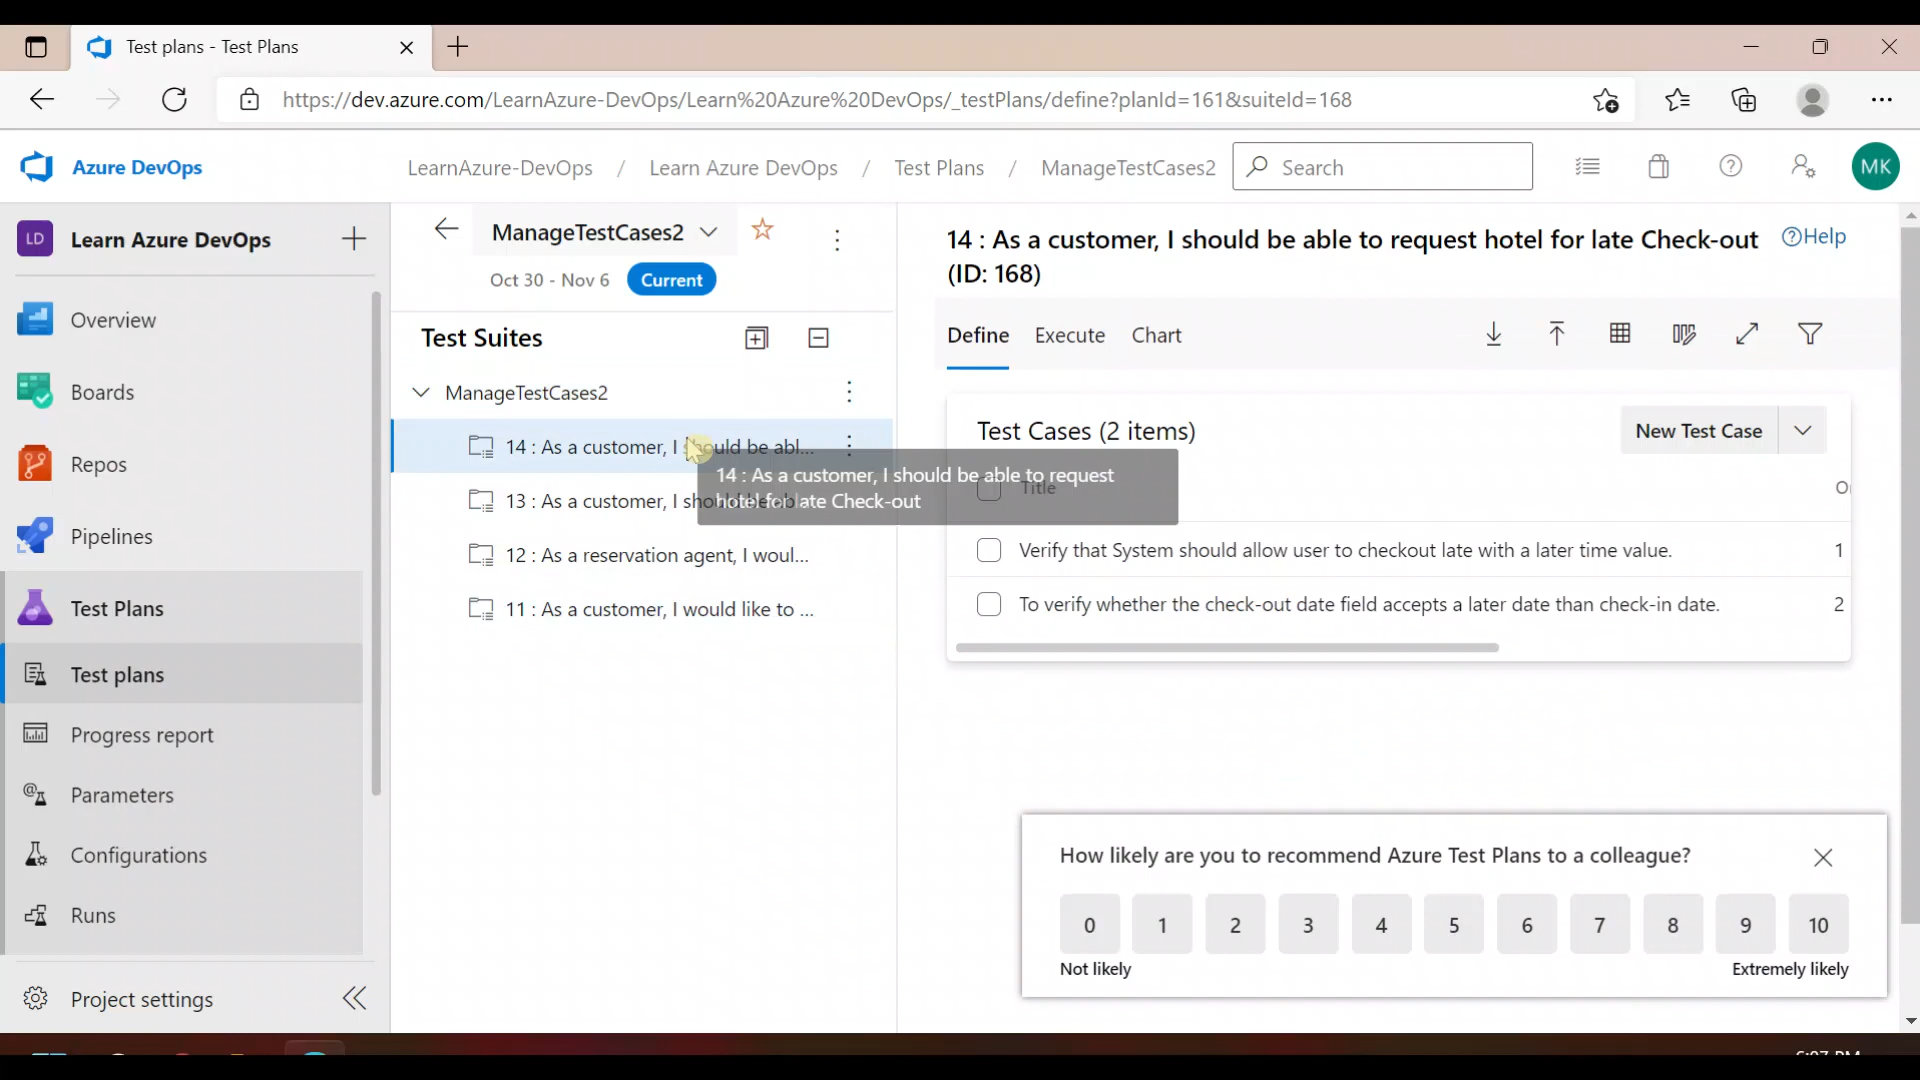 Test plans - Test Plans
https://dev.azure.com/LearnAzure-DevOps/Learn%20Azure%20DevOps/_testPlans/define?planId=161&suiteId=168
Azure DevOps
LearnAzure-DevOps / Learn Azure DevOps / Test Plans / ManageTestCases2
Search
MK
LD
Learn Azure DevOps
Overview
Boards
Repos
Pipelines
Test Plans
Test plans
Progress report
Parameters
Configurations
Runs
Project settings
ManageTestCases2
Oct 30 - Nov 6
Current
Test Suites
ManageTestCases2
14 : As a customer, I should be abl...
13 : As a customer, I should be abl...
12 : As a reservation agent, I woul...
11 : As a customer, I would like to ...
14 : As a customer, I should be able to request
hotel for late Check-out
14 : As a customer, I should be able to request hotel for late Check-out
(ID: 168)
Help
Define
Execute
Chart
Test Cases (2 items)
New Test Case
Title
Verify that System should allow user to checkout late with a later time value.
1
To verify whether the check-out date field accepts a later date than check-in date.
2
How likely are you to recommend Azure Test Plans to a colleague?
0 1 2 3 4 5 6 7 8 9 10
Not likely
Extremely likely